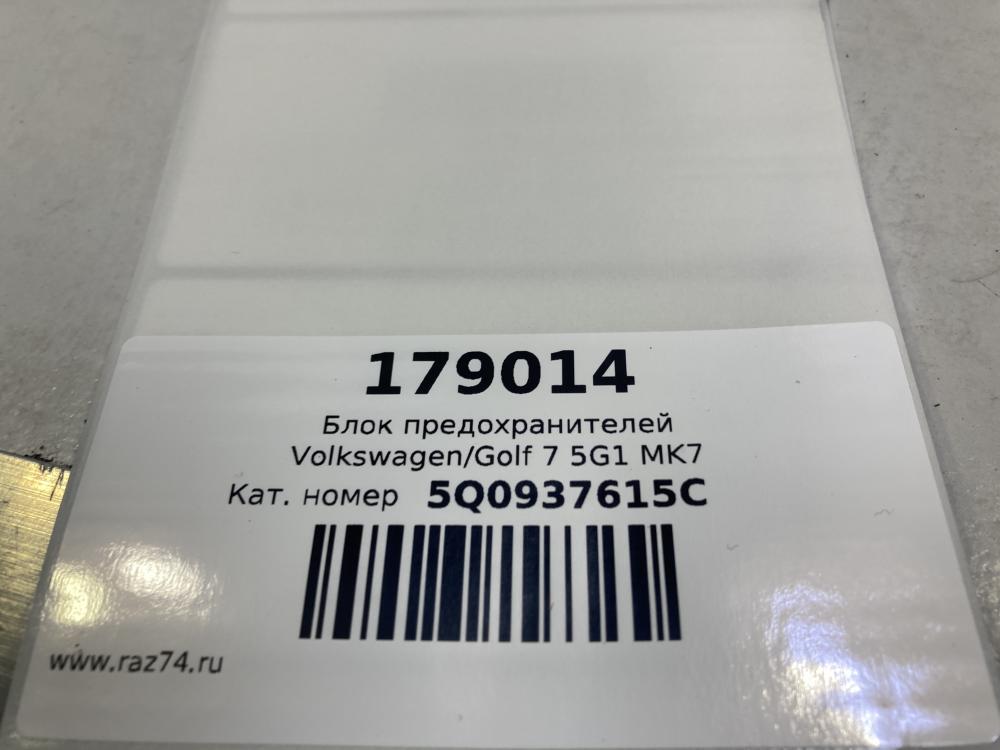 179014
Блок предохранителей
Volkswagen/Golf 7 5G1 MK7
Кат. номер 5Q0937615C
www.raz74.ru